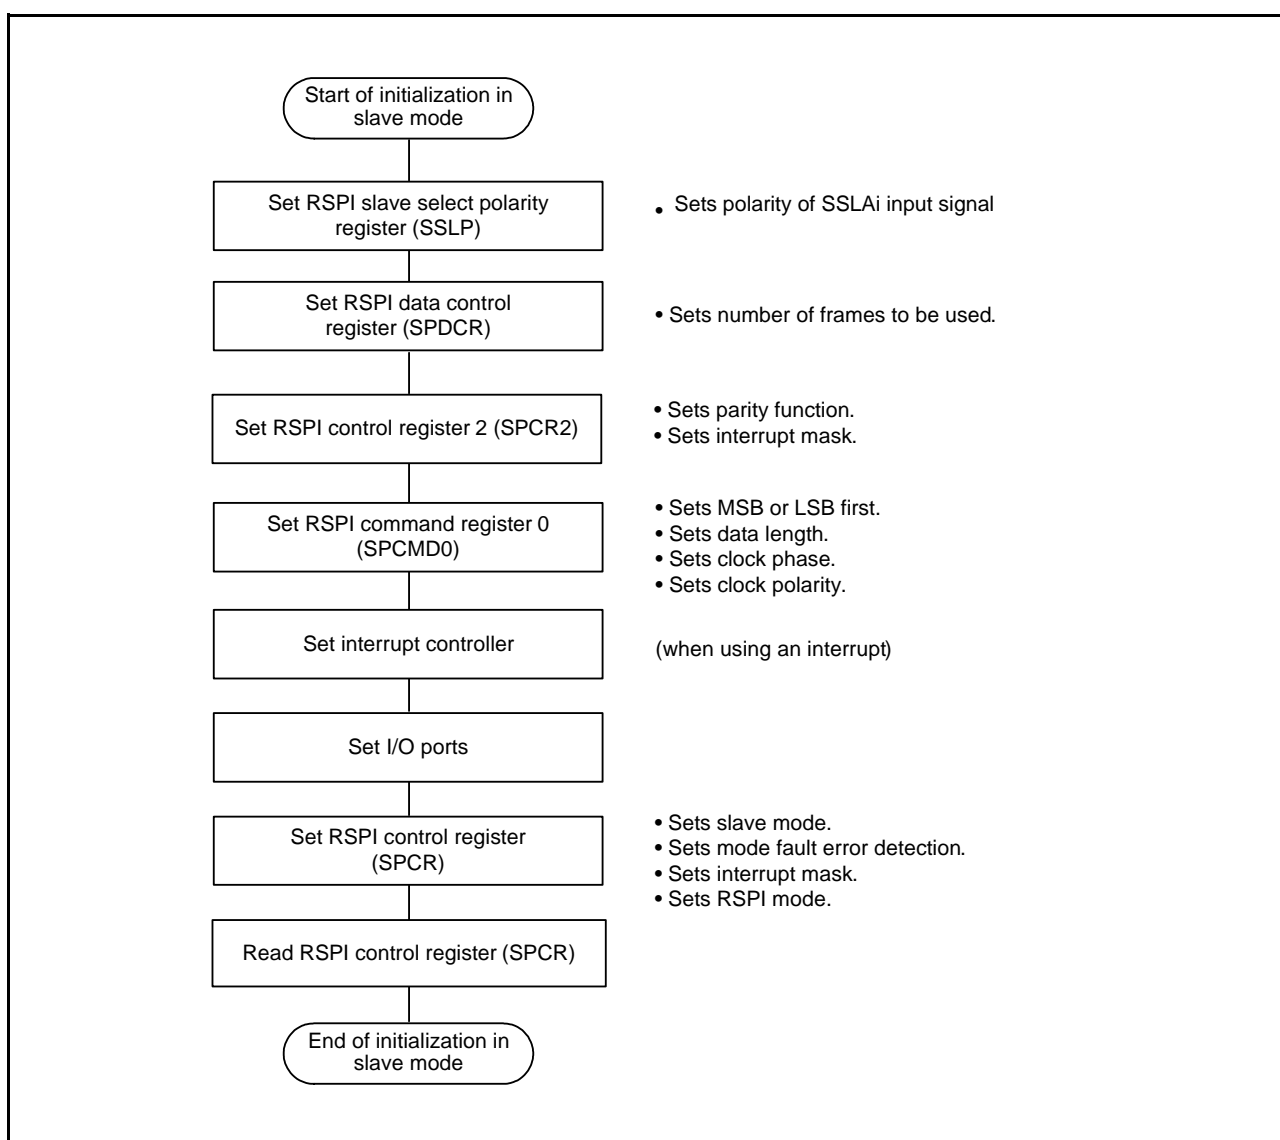 Start of initialization in
slave mode
Set RSPI slave select polarity
register (SSLP)
• Sets polarity of SSLAi input signal
Set RSPI data control
register (SPDCR)
• Sets number of frames to be used.
Set RSPI control register 2 (SPCR2)
• Sets parity function.
• Sets interrupt mask.
Set RSPI command register 0
(SPCMD0)
• Sets MSB or LSB first.
• Sets data length.
• Sets clock phase.
• Sets clock polarity.
Set interrupt controller
(when using an interrupt)
Set I/O ports
Set RSPI control register
(SPCR)
• Sets slave mode.
• Sets mode fault error detection.
• Sets interrupt mask.
• Sets RSPI mode.
Read RSPI control register (SPCR)
End of initialization in
slave mode